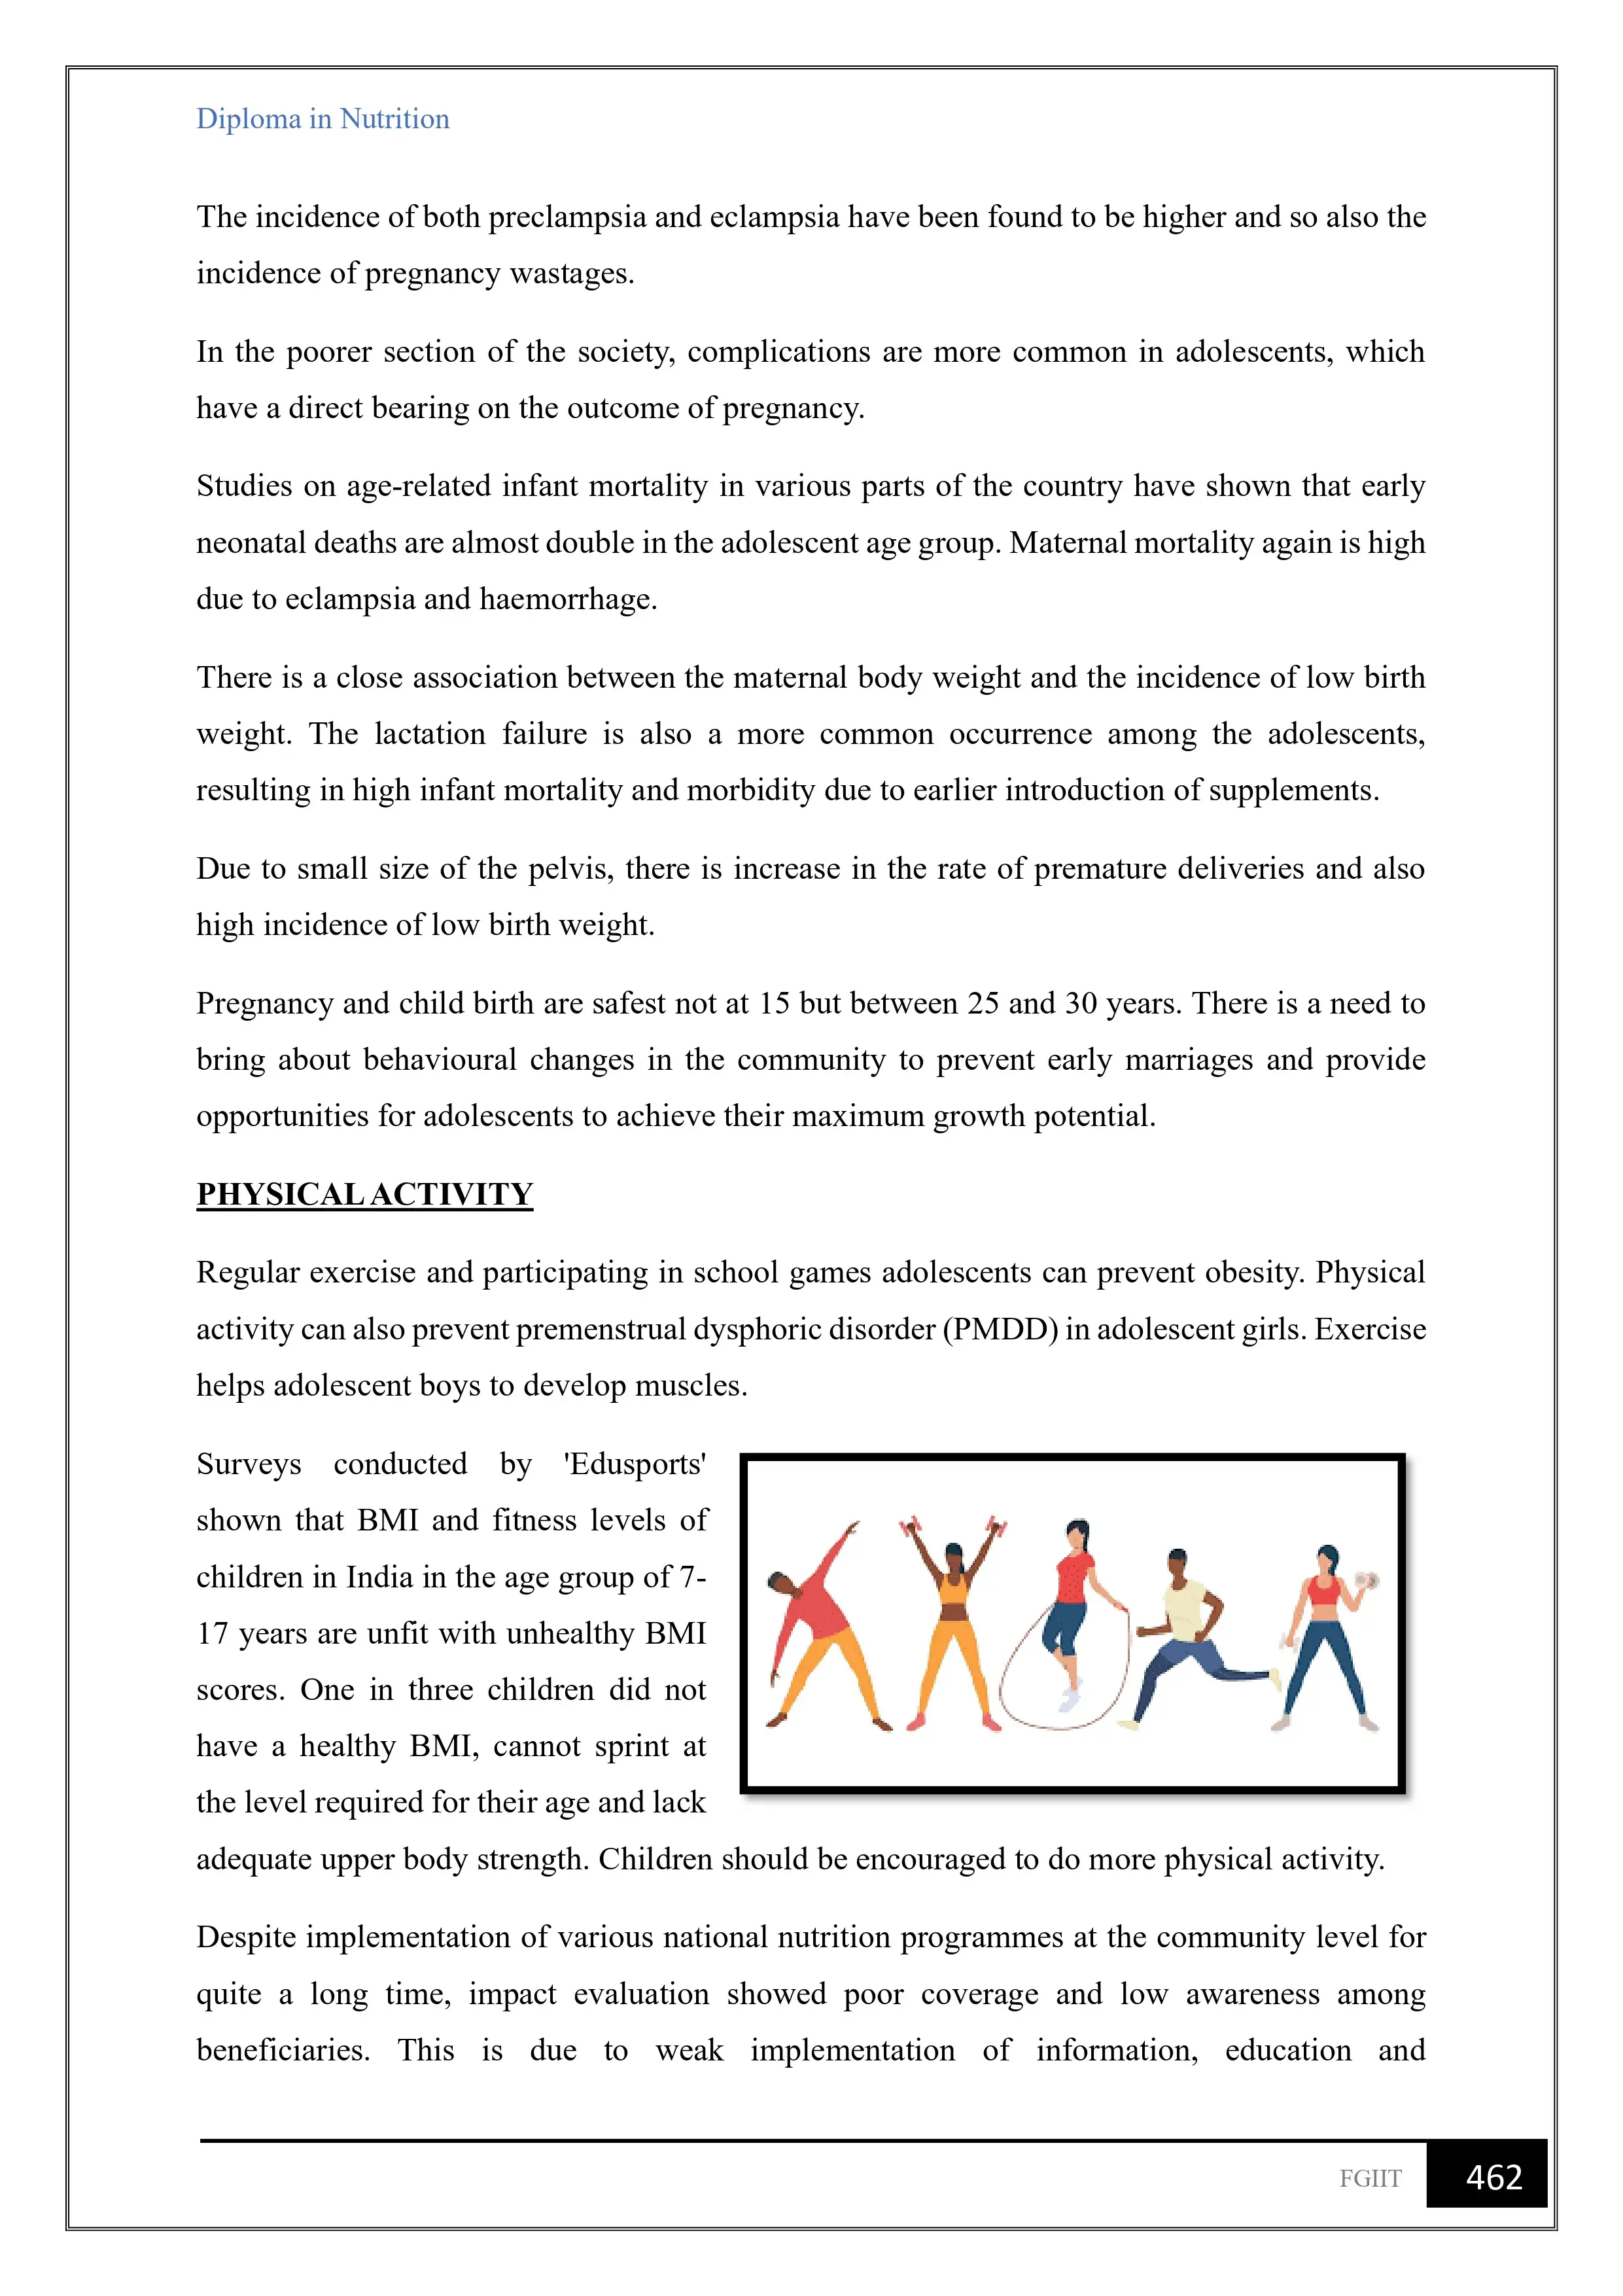 Diploma in Nutrition
The incidence of both preclampsia and eclampsia have been found to be higher and so also the
incidence of pregnancy wastages.
In the poorer section of the society, complications are more common in adolescents, which
have a direct bearing on the outcome of pregnancy.
Studies on age-related infant mortality in various parts of the country have shown that early
neonatal deaths are almost double in the adolescent age group. Maternal mortality again is high
due to eclampsia and haemorrhage.
There is a close association between the maternal body weight and the incidence of low birth
weight. The lactation failure is also a more common occurrence among the adolescents,
resulting in high infant mortality and morbidity due to earlier introduction of supplements.
Due to small size of the pelvis, there is increase in the rate of premature deliveries and also
high incidence of low birth weight.
Pregnancy and child birth are safest not at 15 but between 25 and 30 years. There is a need to
bring about behavioural changes in the community to prevent early marriages and provide
opportunities for adolescents to achieve their maximum growth potential.
PHYSICAL ACTIVITY
Regular exercise and participating in school games adolescents can prevent obesity. Physical
activity can also prevent premenstrual dysphoric disorder (PMDD) in adolescent girls. Exercise
helps adolescent boys to develop muscles.
Surveys conducted by 'Edusports'
shown that BMI and fitness levels of
children in India in the age group of 7-
17 years are unfit with unhealthy BMI
scores. One in three children did not
have a healthy BMI, cannot sprint at
the level required for their age and lack
adequate upper body strength. Children should be encouraged to do more physical activity.
Despite implementation of various national nutrition programmes at the community level for
quite a long time, impact evaluation showed poor coverage and low awareness among
beneficiaries. This is due to weak implementation of information, education and
FGIIT 462